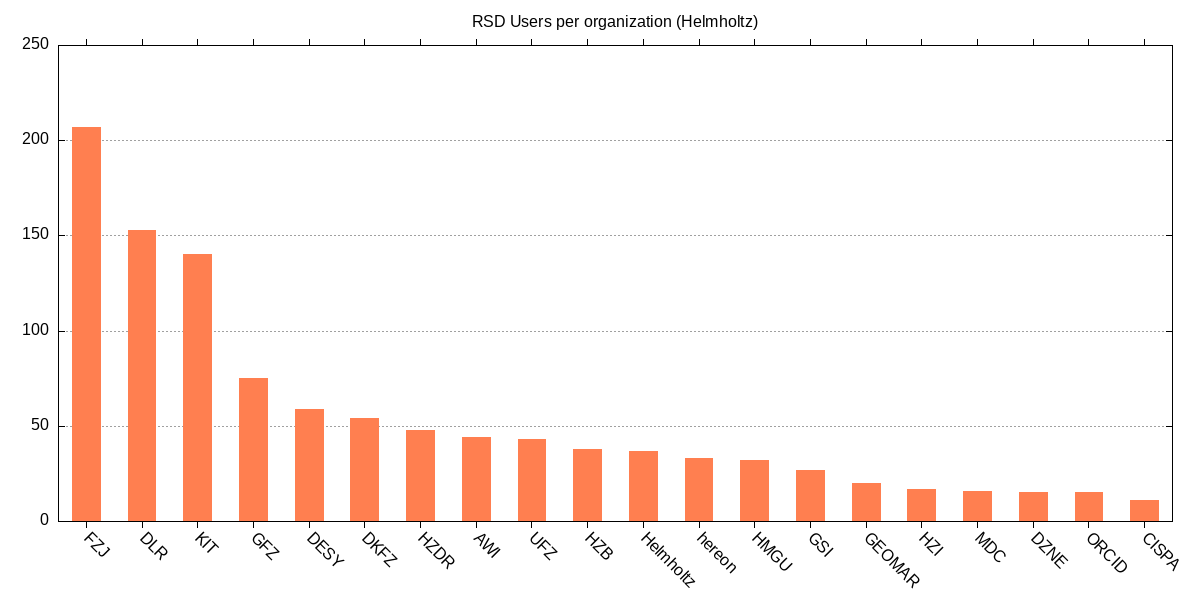 RSD Users per organization (Helmholtz)
250
200
150
100
50
0
FZJ
DLR
KIT
GFZ
DESY
DKFZ
HZDR
AWI
UFZ
HZB
Helmholtz
hereon
HMGU
GSI
GEOMAR
HZI
MDC
DZNE
ORCID
CISPA